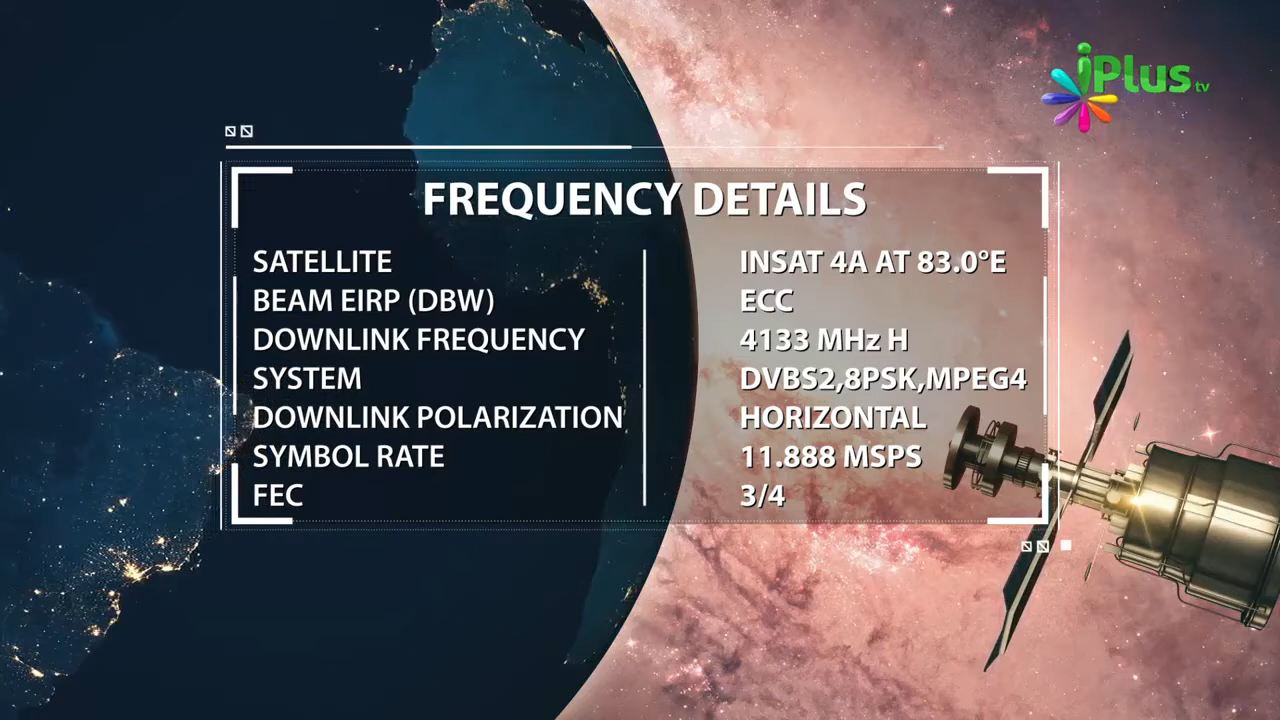 iPlus tv
FREQUENCY DETAILS
SATELLITE INSAT 4A AT 83.0°E
BEAM EIRP (DBW) ECC
DOWNLINK FREQUENCY 4133 MHz H
SYSTEM DVBS2,8PSK,MPEG4
DOWNLINK POLARIZATION HORIZONTAL
SYMBOL RATE 11.888 MSPS
FEC 3/4